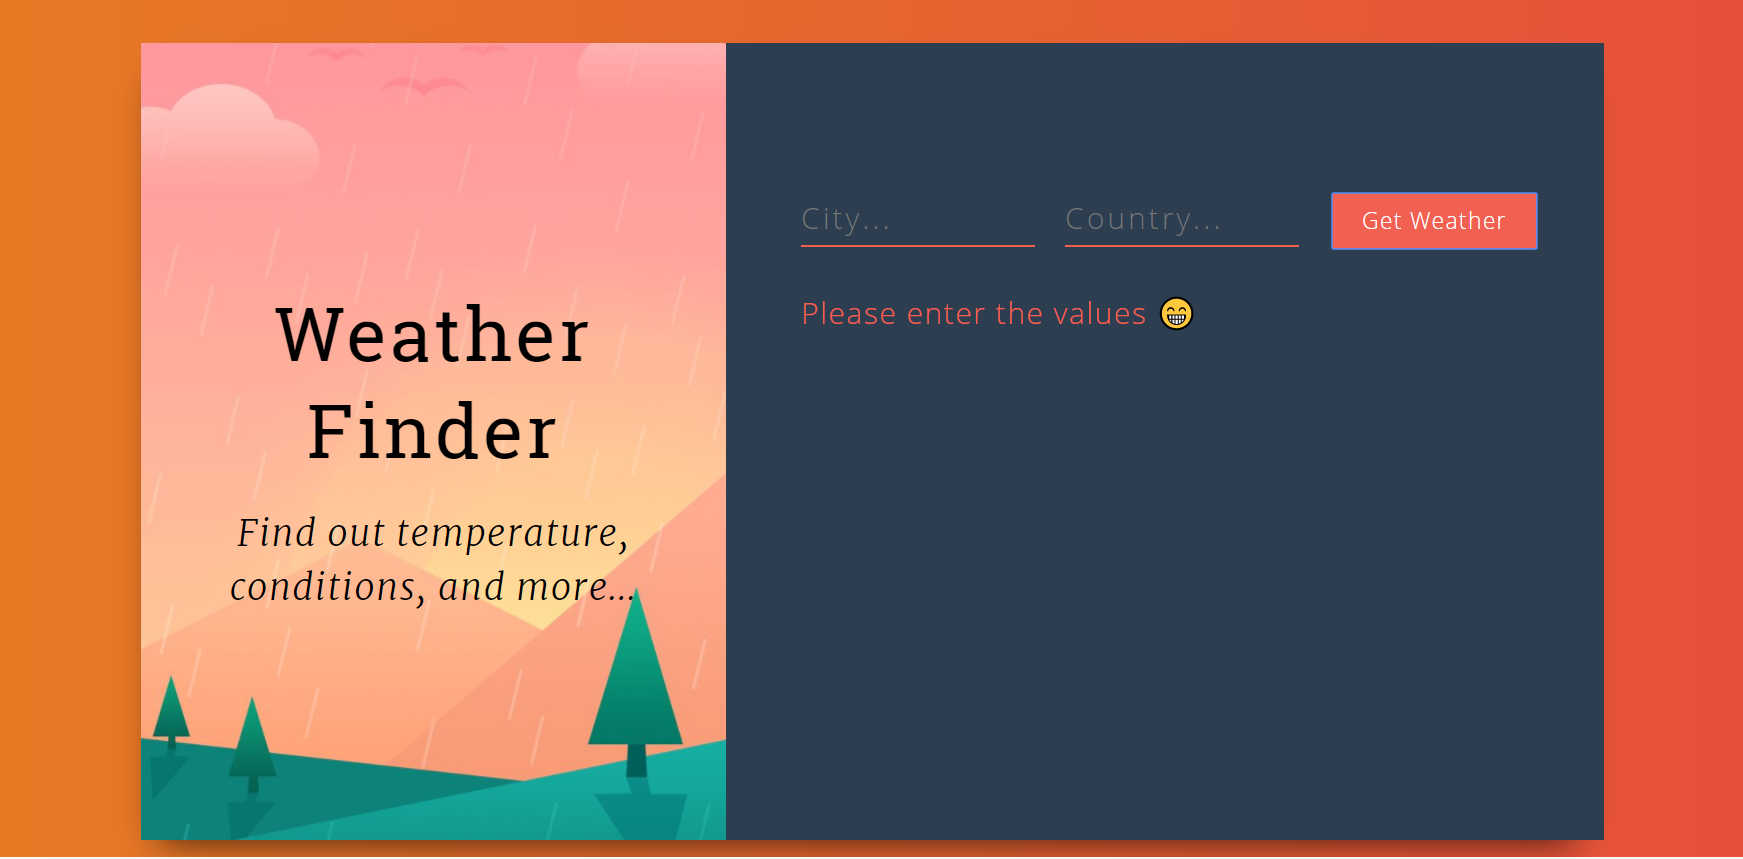 Weather
Finder
Find out temperature,
conditions, and more...
City...
Country...
Get Weather
Please enter the values 😁